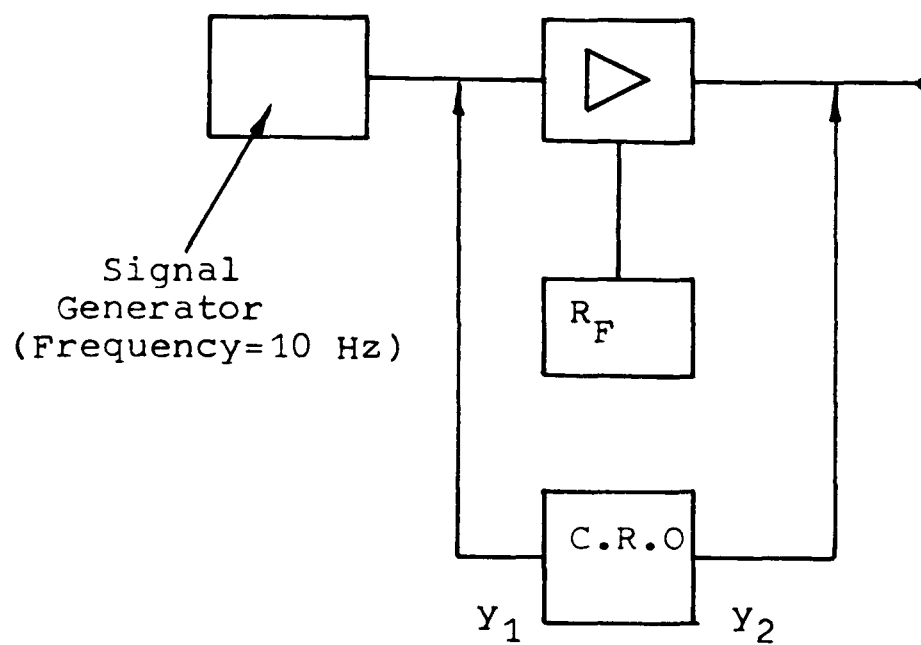 Signal
Generator
(Frequency=10 Hz)
R_F
C.R.O
y_1
y_2